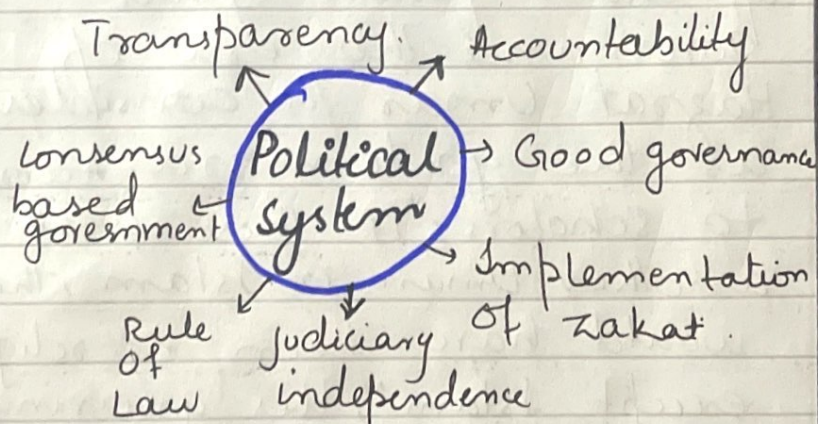 Transparency.
Accountability
Political
system
Good governance
Implementation
Of Zakat.
Judiciary
independence
Rule
Of
Law
Consensus
based
government